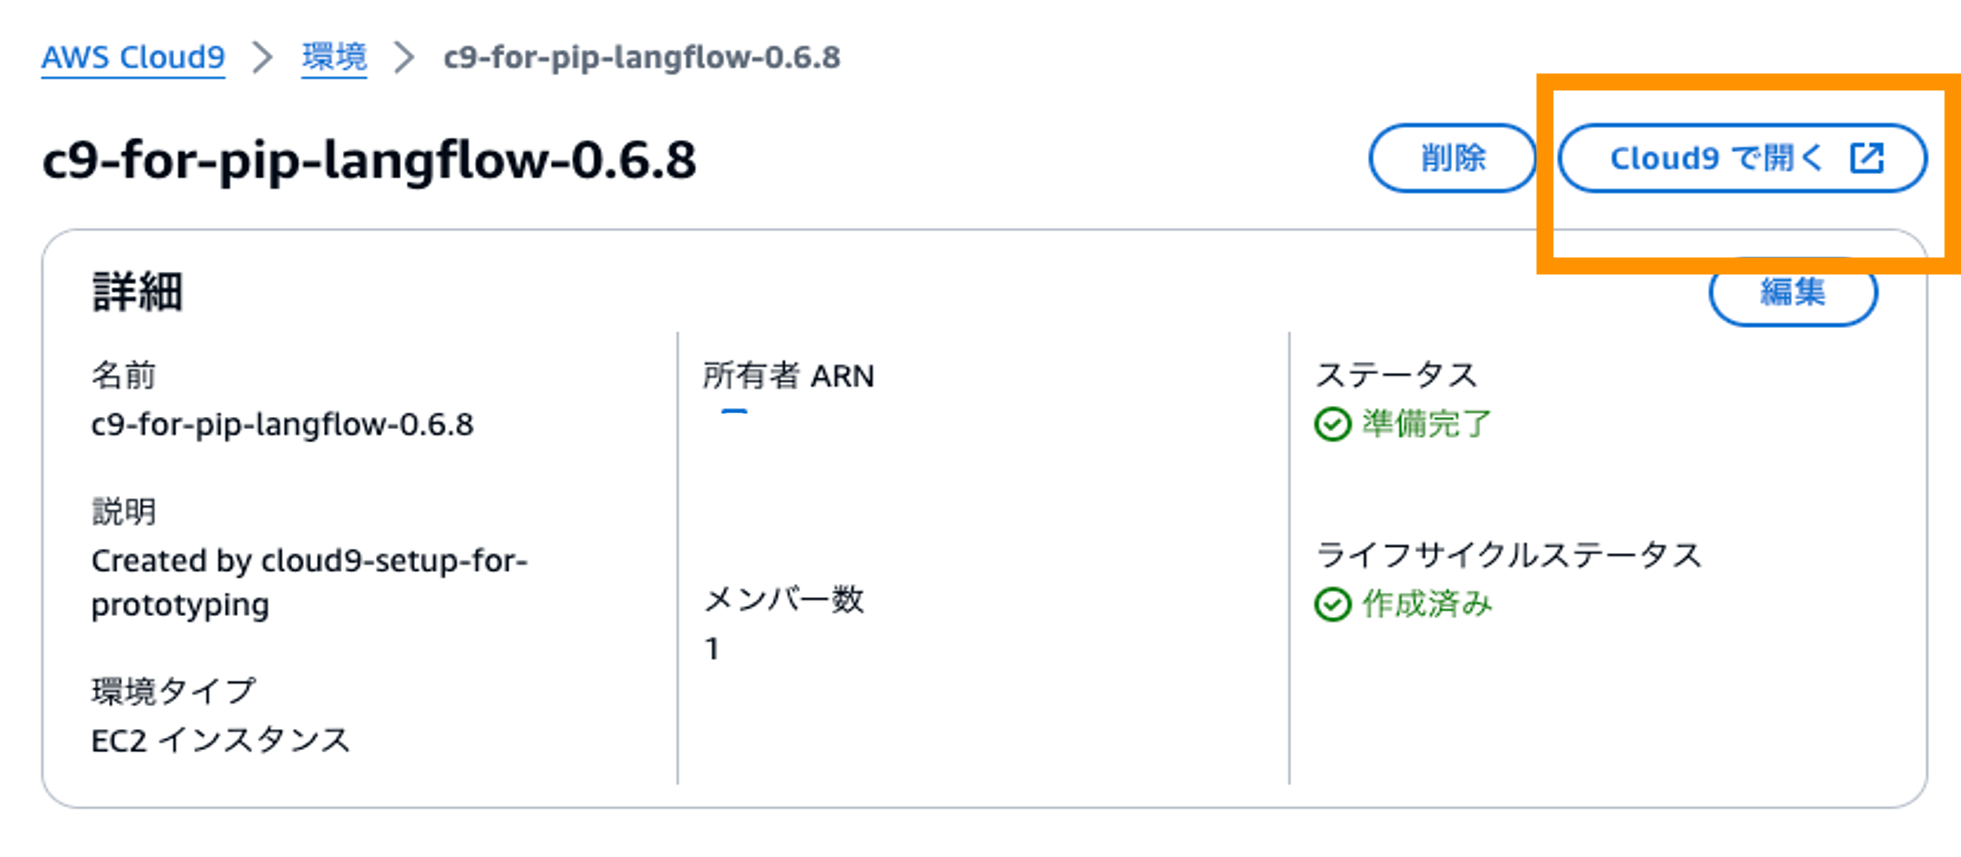 AWS Cloud9 > 環境 > c9-for-pip-langflow-0.6.8
c9-for-pip-langflow-0.6.8
削除
Cloud9 で開く
詳細
編集
名前
c9-for-pip-langflow-0.6.8
説明
Created by cloud9-setup-for-
prototyping
環境タイプ
EC2 インスタンス
所有者 ARN
メンバー数
1
ステータス
準備完了
ライフサイクルステータス
作成済み